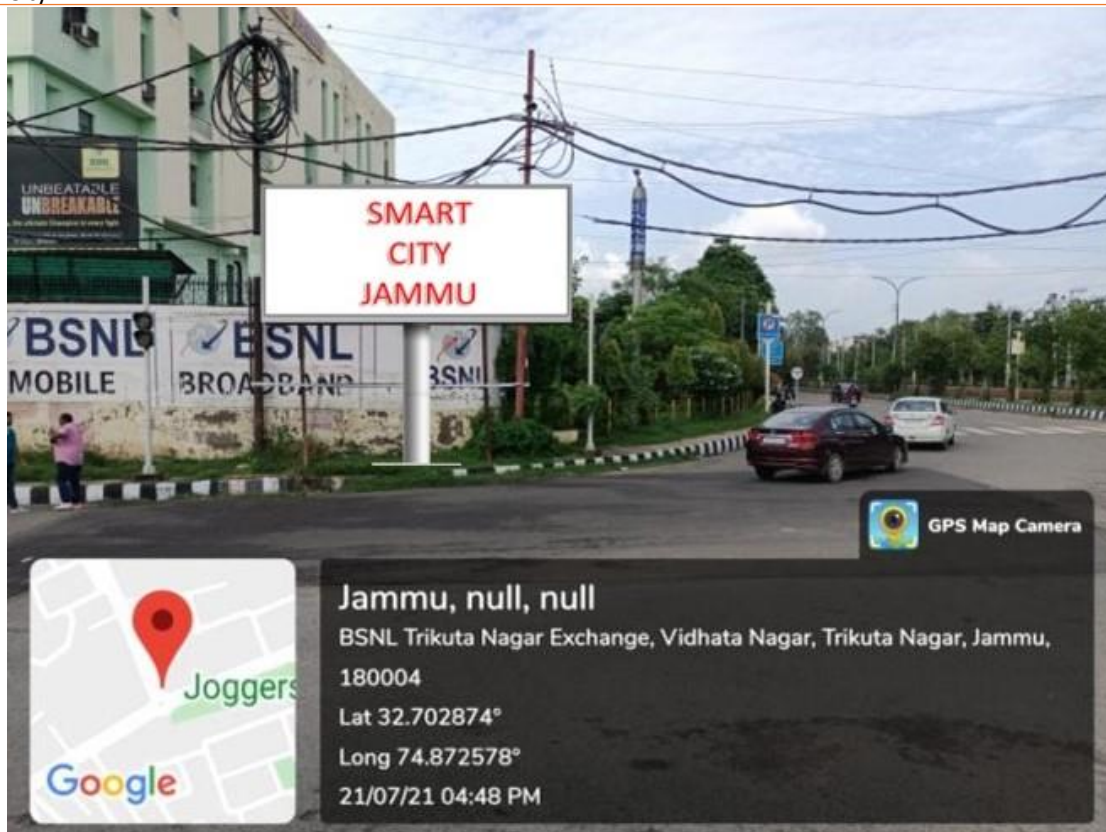 UNBEATABLE
UNBREAKABLE
SMART
CITY
JAMMU
BSNL
MOBILE
BSNL
BROADBAND
BSNL
GPS Map Camera
Jammu, null, null
BSNL Trikuta Nagar Exchange, Vidhata Nagar, Trikuta Nagar, Jammu,
180004
Lat 32.702874°
Long 74.872578°
21/07/21 04:48 PM
Joggers
Google